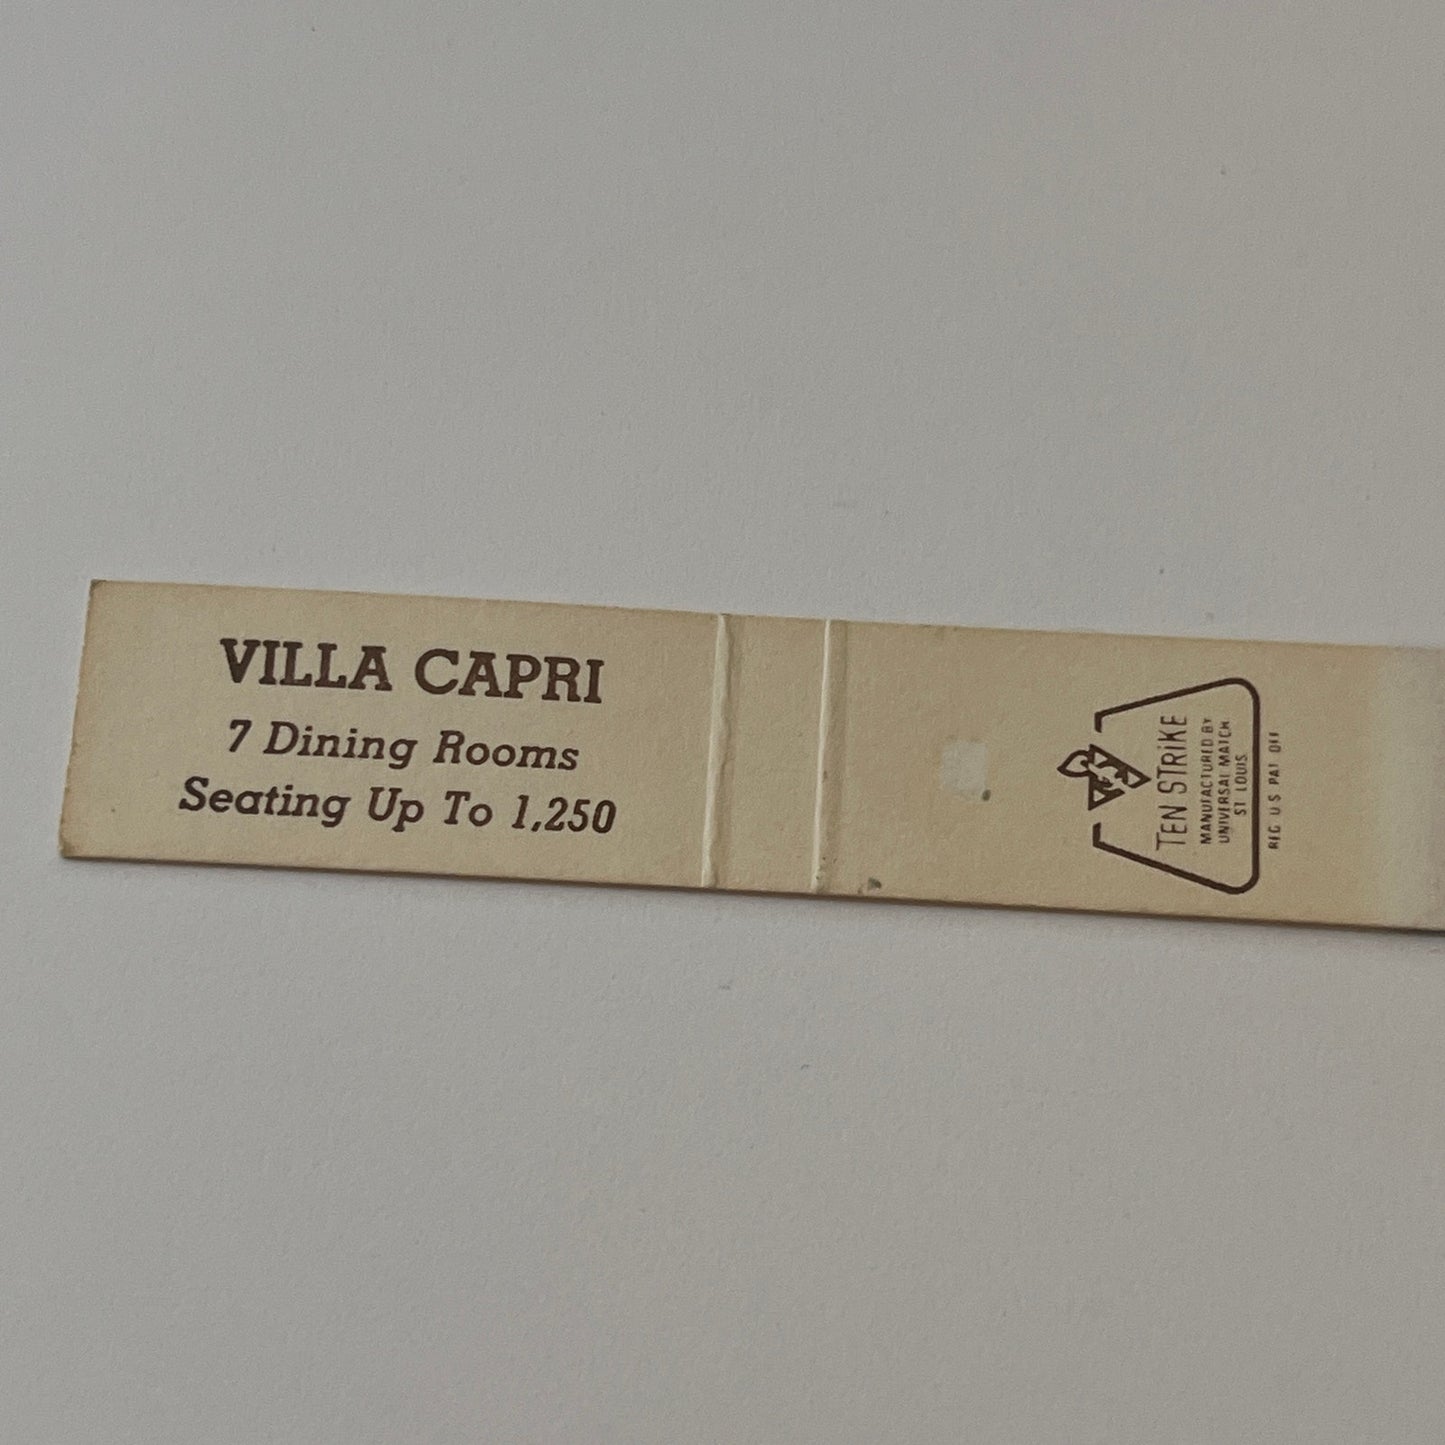 VILLA CAPRI
7 Dining Rooms
Seating Up To 1,250
TEN STRiKE
MANUFACTURED BY
UNIVERSAL MATCH
ST LOUIS
REG U S PAT OFF